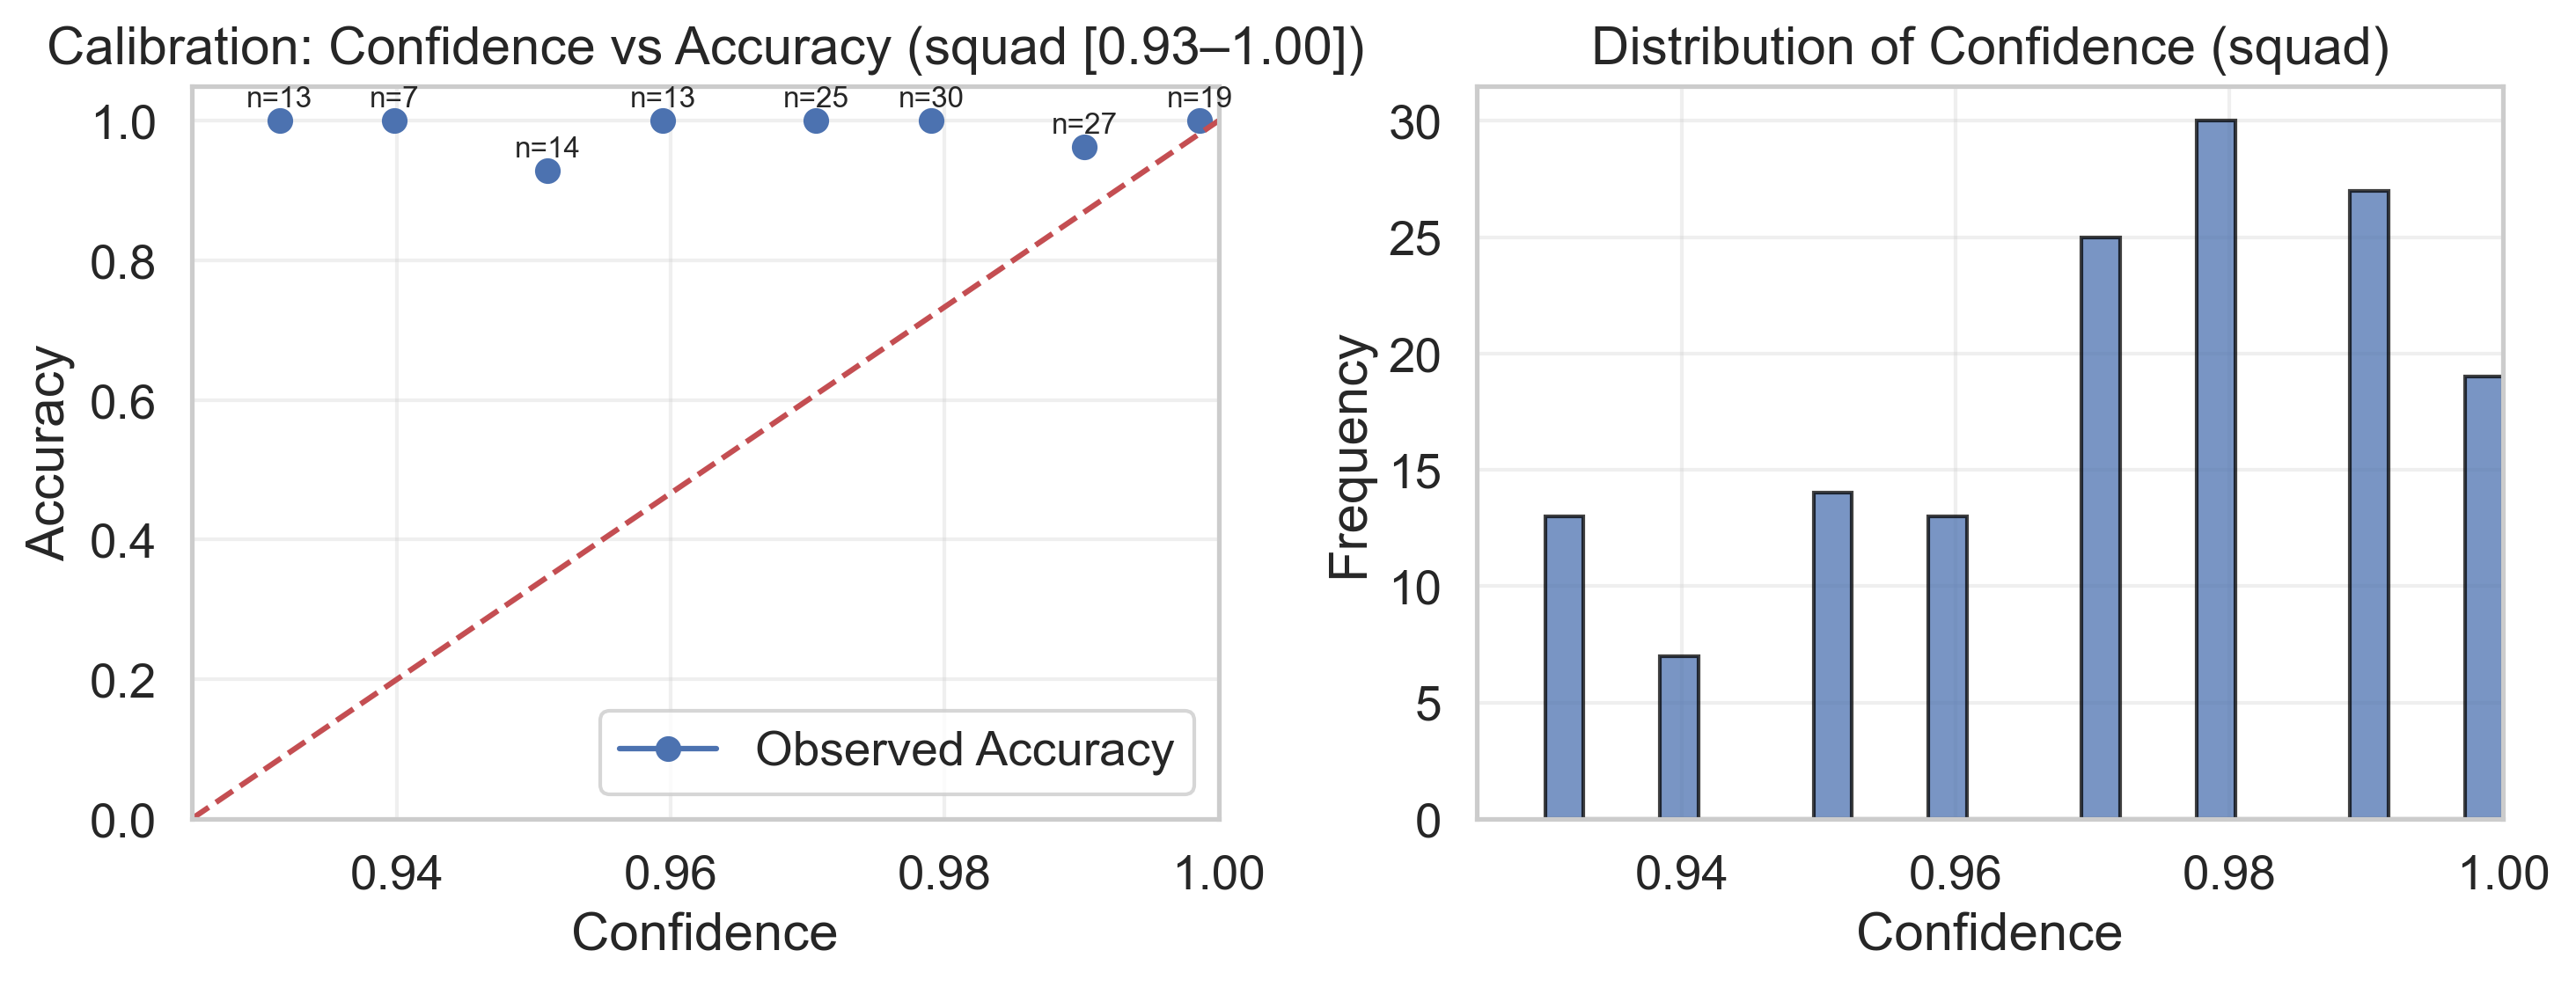 Calibration: Confidence vs Accuracy (squad [0.93–1.00])
n=13 n=7 n=14 n=13 n=25 n=30 n=27 n=19
1.0
0.8
0.6
0.4
0.2
0.0
Accuracy
Observed Accuracy
0.94 0.96 0.98 1.00
Confidence
Distribution of Confidence (squad)
30
25
20
15
10
5
0
Frequency
0.94 0.96 0.98 1.00
Confidence